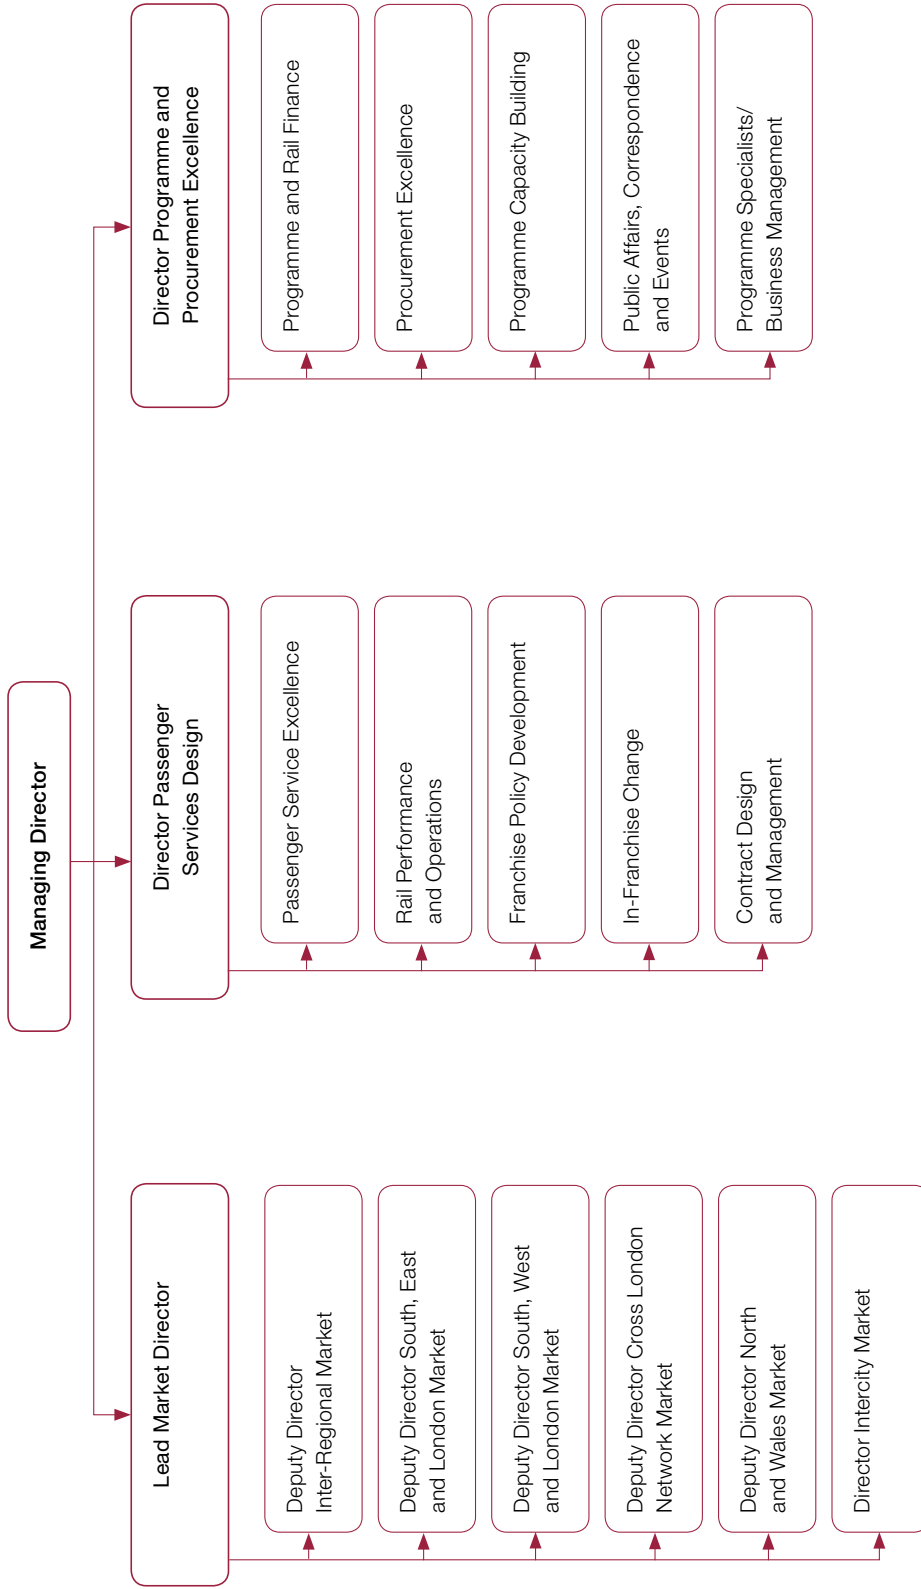 Managing Director
Lead Market Director
Deputy Director
Inter-Regional Market
Deputy Director South, East
and London Market
Deputy Director South, West
and London Market
Deputy Director Cross London
Network Market
Deputy Director North
and Wales Market
Director Intercity Market
Director Passenger
Services Design
Passenger Service Excellence
Rail Performance
and Operations
Franchise Policy Development
In-Franchise Change
Contract Design
and Management
Director Programme and
Procurement Excellence
Programme and Rail Finance
Procurement Excellence
Programme Capacity Building
Public Affairs, Correspondence
and Events
Programme Specialists/
Business Management